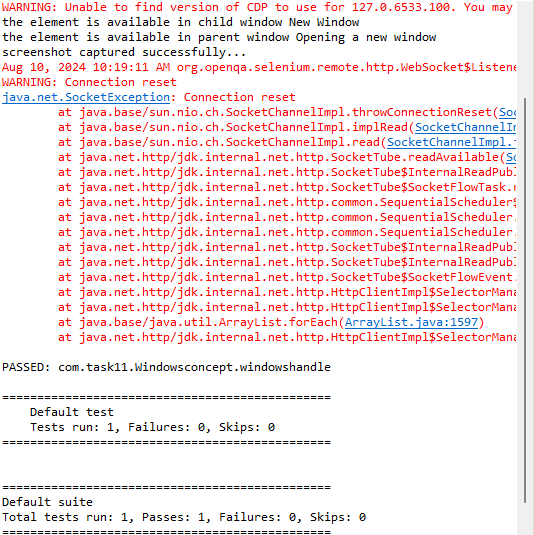 WARNING: Unable to find version of CDP to use for 127.0.6533.100. You may
the element is available in child window New Window
the element is available in parent window Opening a new window
screenshot captured successfully...
Aug 10, 2024 10:19:11 AM org.openqa.selenium.remote.http.WebSocket$Listene
WARNING: Connection reset
java.net.SocketException: Connection reset
at java.base/sun.nio.ch.SocketChannelImpl.throwConnectionReset(Soc
at java.base/sun.nio.ch.SocketChannelImpl.implRead(SocketChannelIm
at java.base/sun.nio.ch.SocketChannelImpl.read(SocketChannelImpl.
at java.net.http/jdk.internal.net.http.SocketTube.readAvailable(So
at java.net.http/jdk.internal.net.http.SocketTube$InternalReadPubl
at java.net.http/jdk.internal.net.http.SocketTube$SocketFlowTask.
at java.net.http/jdk.internal.net.http.common.SequentialScheduler$
at java.net.http/jdk.internal.net.http.common.SequentialScheduler.
at java.net.http/jdk.internal.net.http.common.SequentialScheduler.
at java.net.http/jdk.internal.net.http.SocketTube$InternalReadPubl
at java.net.http/jdk.internal.net.http.SocketTube$InternalReadPubl
at java.net.http/jdk.internal.net.http.SocketTube$SocketFlowEvent.
at java.net.http/jdk.internal.net.http.HttpClientImpl$SelectorMana
at java.net.http/jdk.internal.net.http.HttpClientImpl$SelectorMana
at java.base/java.util.ArrayList.forEach(ArrayList.java:1597)
at java.net.http/jdk.internal.net.http.HttpClientImpl$SelectorMana
PASSED: com.task11.Windowsconcept.windowshandle
===============================================
Default test
Tests run: 1, Failures: 0, Skips: 0
===============================================
===============================================
Default suite
Total tests run: 1, Passes: 1, Failures: 0, Skips: 0
===============================================